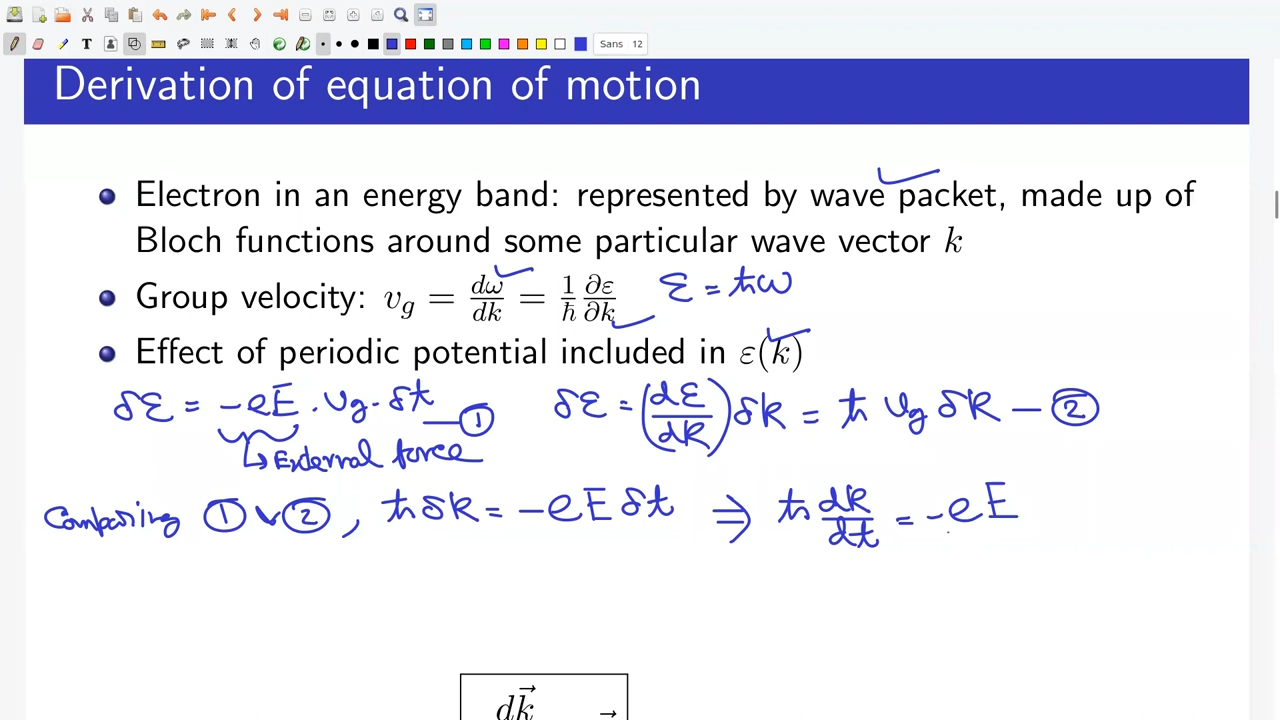 T
Sans 12
Derivation of equation of motion
Electron in an energy band: represented by wave packet, made up of
Bloch functions around some particular wave vector k
Group velocity: v_g = dω/dk = 1/ħ ∂ε/∂k ε = ħω
Effect of periodic potential included in ε(k)
δε = -eE . v_g . δt — ① δε = (dε/dk) δk = ħ v_g δk — ②
↳ External force
Comparing ① & ②, ħδk = -eE δt ⇒ ħ dk/dt = -eE
dk⃗